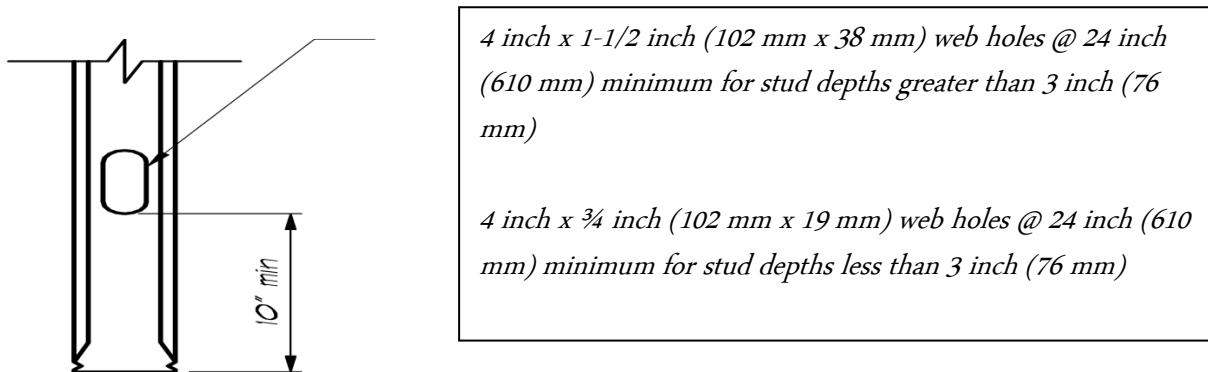 4 inch x 1-1/2 inch (102 mm x 38 mm) web holes @ 24 inch
(610 mm) minimum for stud depths greater than 3 inch (76
mm)
4 inch x ¾ inch (102 mm x 19 mm) web holes @ 24 inch (610
mm) minimum for stud depths less than 3 inch (76 mm)
10" min